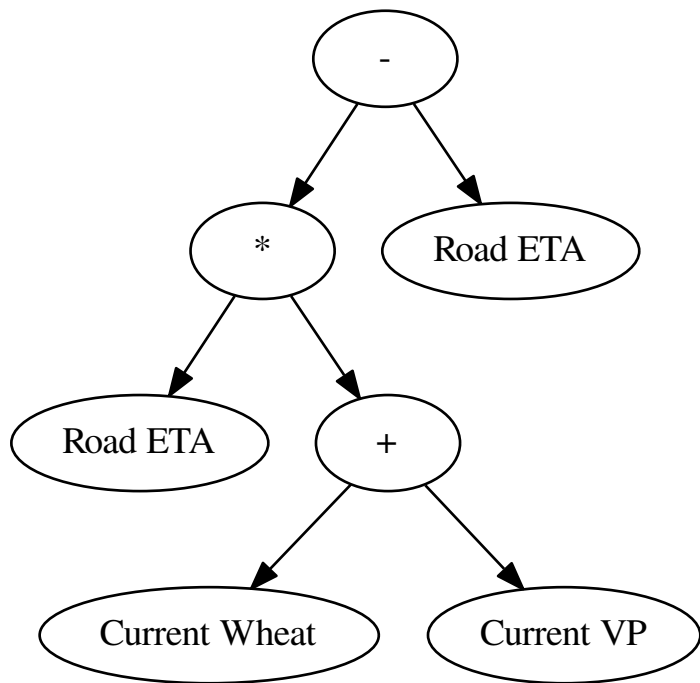 -
*
Road ETA
Road ETA
+
Current Wheat
Current VP